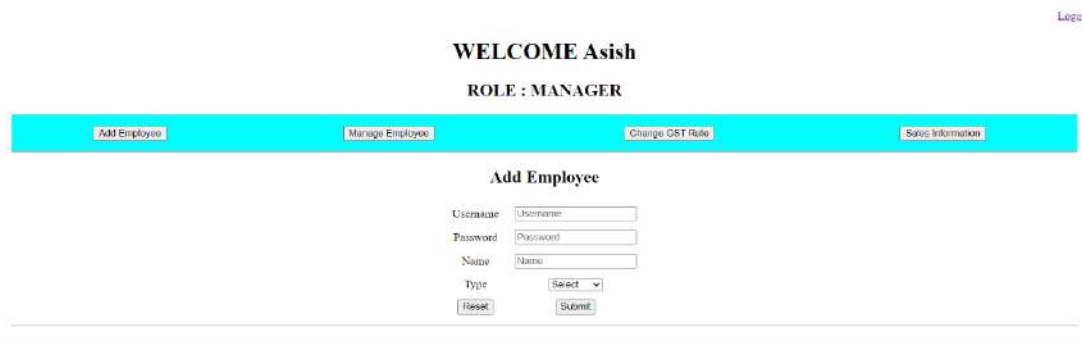 Logo
WELCOME Asish
ROLE : MANAGER
Add Employee Manage Employee Change GST Rate Sales Information
Add Employee
Username Username
Password Password
Name Name
Type Select
Reset Submit